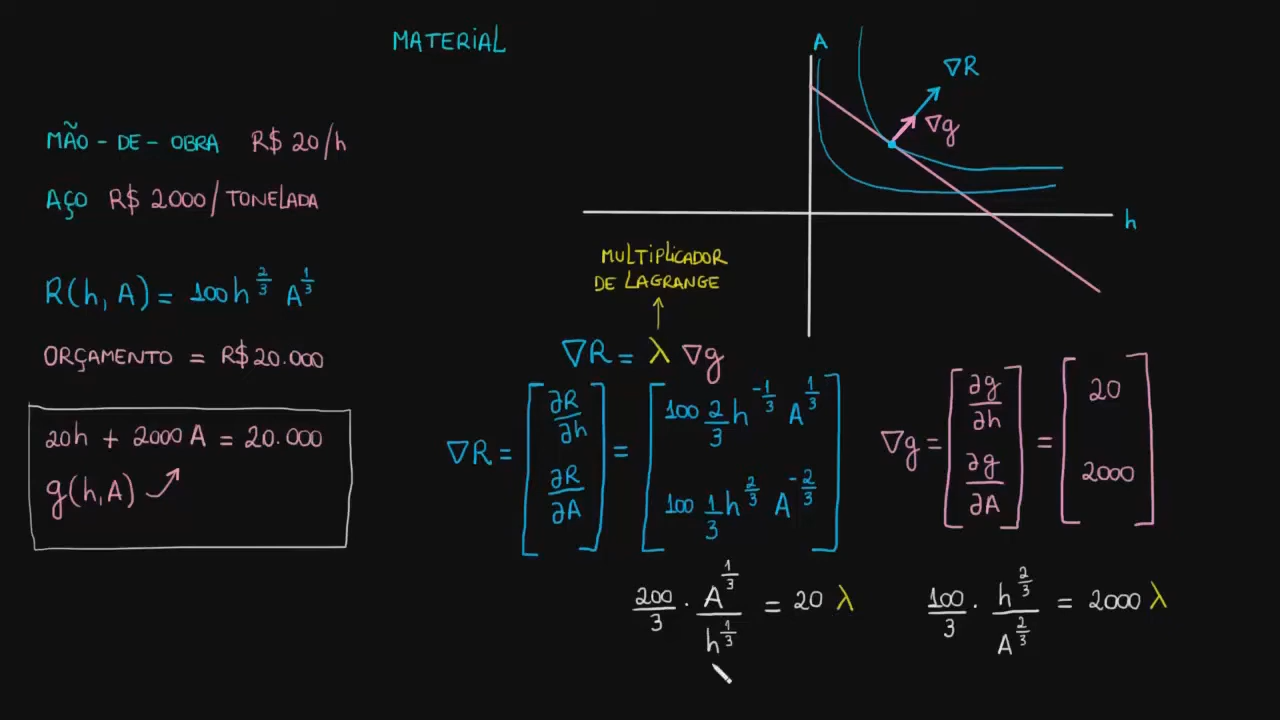 MATERIAL
MÃO - DE - OBRA R$ 20/h
AÇO R$ 2000/TONELADA
R(h, A) = 100 h^{2/3} A^{1/3}
ORÇAMENTO = R$ 20.000
20h + 2000 A = 20.000
g(h, A)
A
∇R
∇g
h
MULTIPLICADOR
DE LAGRANGE
∇R = λ ∇g
∇R = [∂R/∂h ∂R/∂A] = [100 2/3 h^{-1/3} A^{1/3} 100 1/3 h^{2/3} A^{-2/3}]
∇g = [∂g/∂h ∂g/∂A] = [20 2000]
200/3 · A^{1/3}/h^{1/3} = 20 λ
100/3 · h^{2/3}/A^{2/3} = 2000 λ